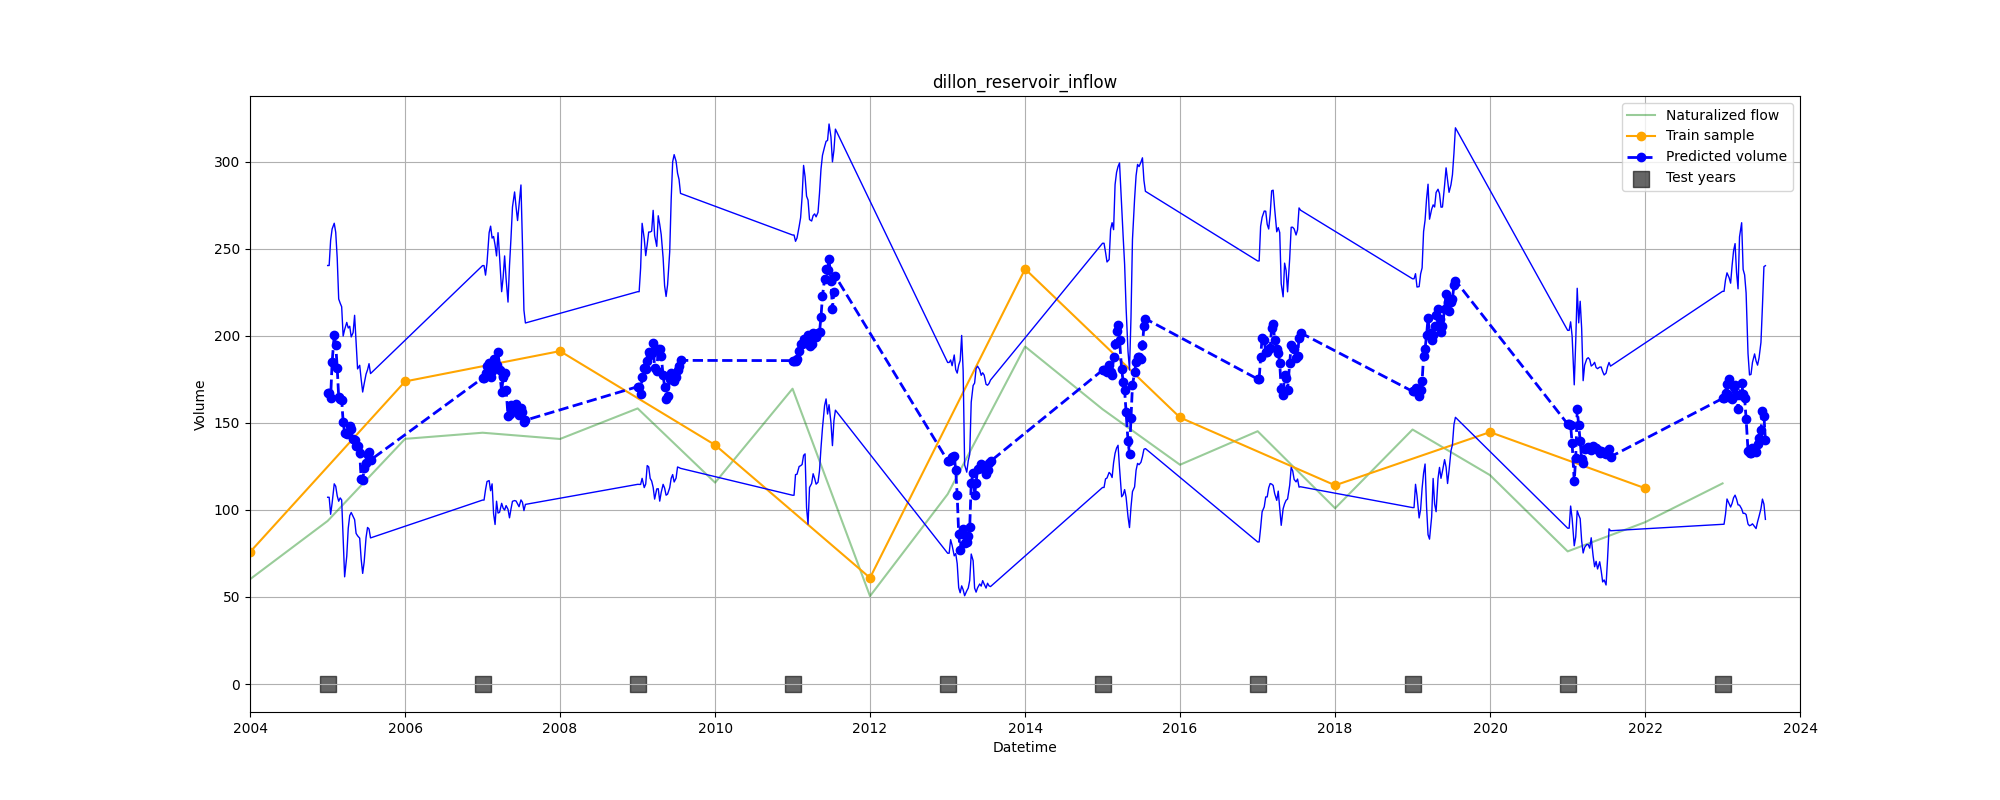 dillon_reservoir_inflow
Naturalized flow
Train sample
Predicted volume
Test years
Volume
300
250
200
150
100
50
0
2004 2006 2008 2010 2012 2014 2016 2018 2020 2022 2024
Datetime